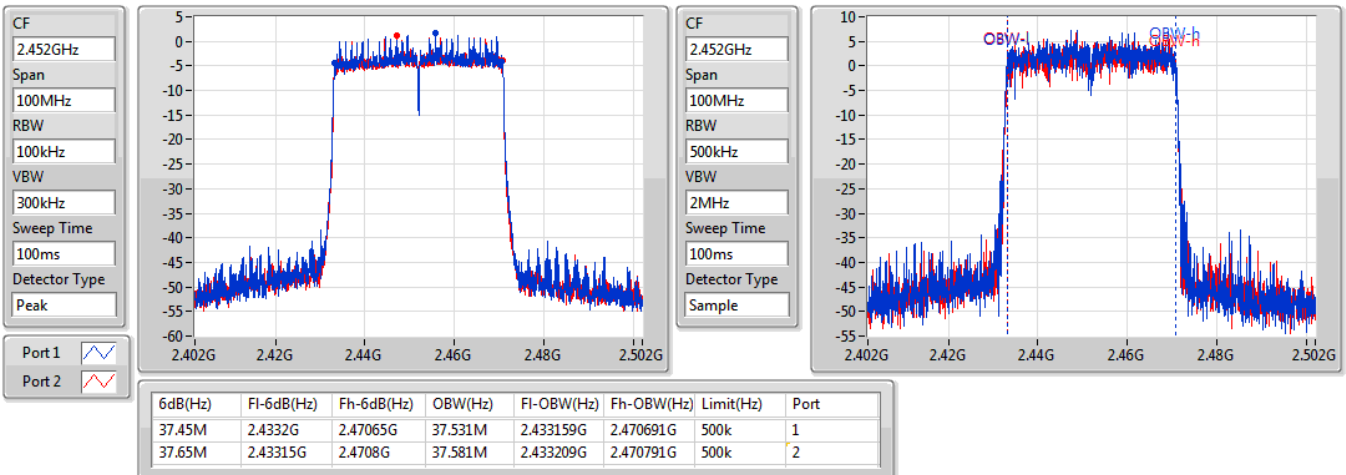 CF
2.452GHz
Span
100MHz
RBW
100kHz
VBW
300kHz
Sweep Time
100ms
Detector Type
Peak
Port 1
Port 2
5
0
-5
-10
-15
-20
-25
-30
-35
-40
-45
-50
-55
-60
2.402G 2.42G 2.44G 2.46G 2.48G 2.502G
CF
2.452GHz
Span
100MHz
RBW
500kHz
VBW
2MHz
Sweep Time
100ms
Detector Type
Sample
10
5
0
-5
-10
-15
-20
-25
-30
-35
-40
-45
-50
-55
OBW-l OBW-h
OBW-h
2.402G 2.42G 2.44G 2.46G 2.48G 2.502G
6dB(Hz) Fl-6dB(Hz) Fh-6dB(Hz) OBW(Hz) Fl-OBW(Hz) Fh-OBW(Hz) Limit(Hz) Port
37.45M 2.4332G 2.47065G 37.531M 2.433159G 2.470691G 500k 1
37.65M 2.43315G 2.4708G 37.581M 2.433209G 2.470791G 500k 2